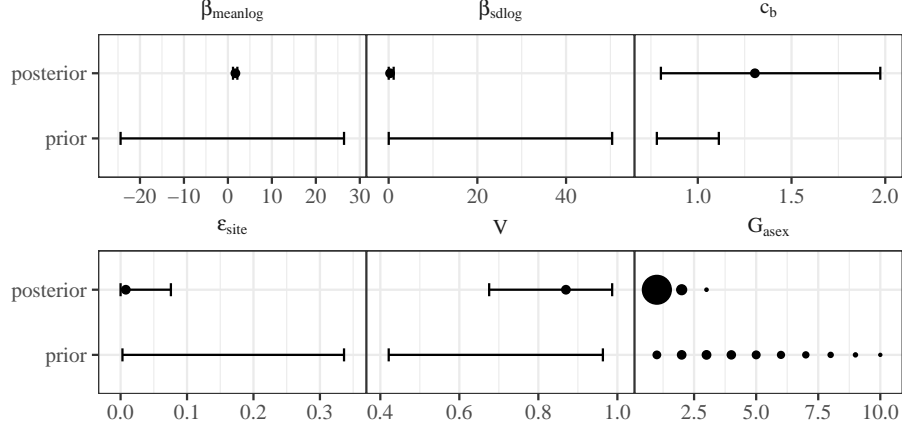 β_meanlog β_sdlog c_b
posterior
prior
−20 −10 0 10 20 30 0 20 40 1.0 1.5 2.0
ε_site V G_asex
posterior
prior
0.0 0.1 0.2 0.3 0.4 0.6 0.8 1.0 2.5 5.0 7.5 10.0